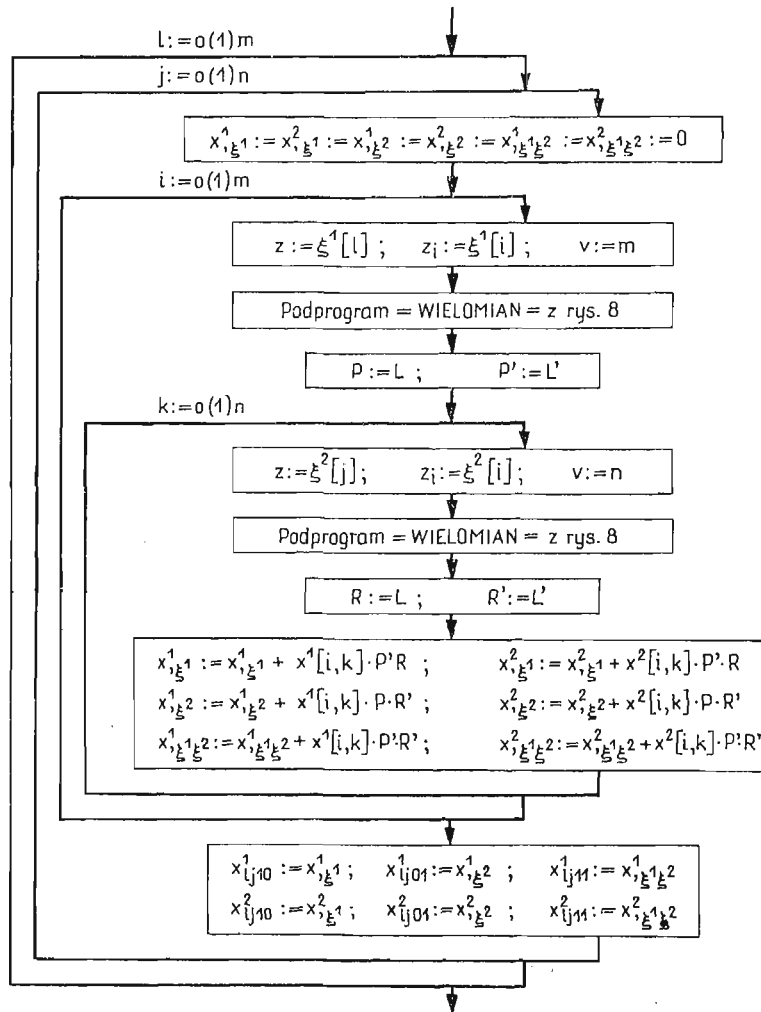 l:=0(1)m
j:=0(1)n
x¹,ξ¹ := x²,ξ¹ := x¹,ξ² := x²,ξ² := x¹,ξ¹ξ² := x²,ξ¹ξ² := 0
i:=0(1)m
z := ξ¹[l] ; zᵢ := ξ¹[i] ; v := m
Podprogram = WIELOMIAN = z rys. 8
P := L ; P' := L'
k:=0(1)n
z := ξ²[j]; zᵢ := ξ²[i]; v := n
Podprogram = WIELOMIAN = z rys. 8
R := L ; R' := L'
x¹,ξ¹ := x¹,ξ¹ + x¹[i,k]·P'R ; x²,ξ¹ := x²,ξ¹ + x²[i,k]·P'·R
x¹,ξ² := x¹,ξ² + x¹[i,k]·P·R' ; x²,ξ² := x²,ξ² + x²[i,k]·P·R'
x¹,ξ¹ξ² := x¹,ξ¹ξ² + x¹[i,k]·P'·R' ; x²,ξ¹ξ² := x²,ξ¹ξ² + x²[i,k]·P'·R'
x¹lj10 := x¹,ξ¹ ; x¹lj01 := x¹,ξ² ; x¹lj11 := x¹,ξ¹ξ²
x²lj10 := x²,ξ¹ ; x²lj01 := x²,ξ² ; x²lj11 := x²,ξ¹ξ²